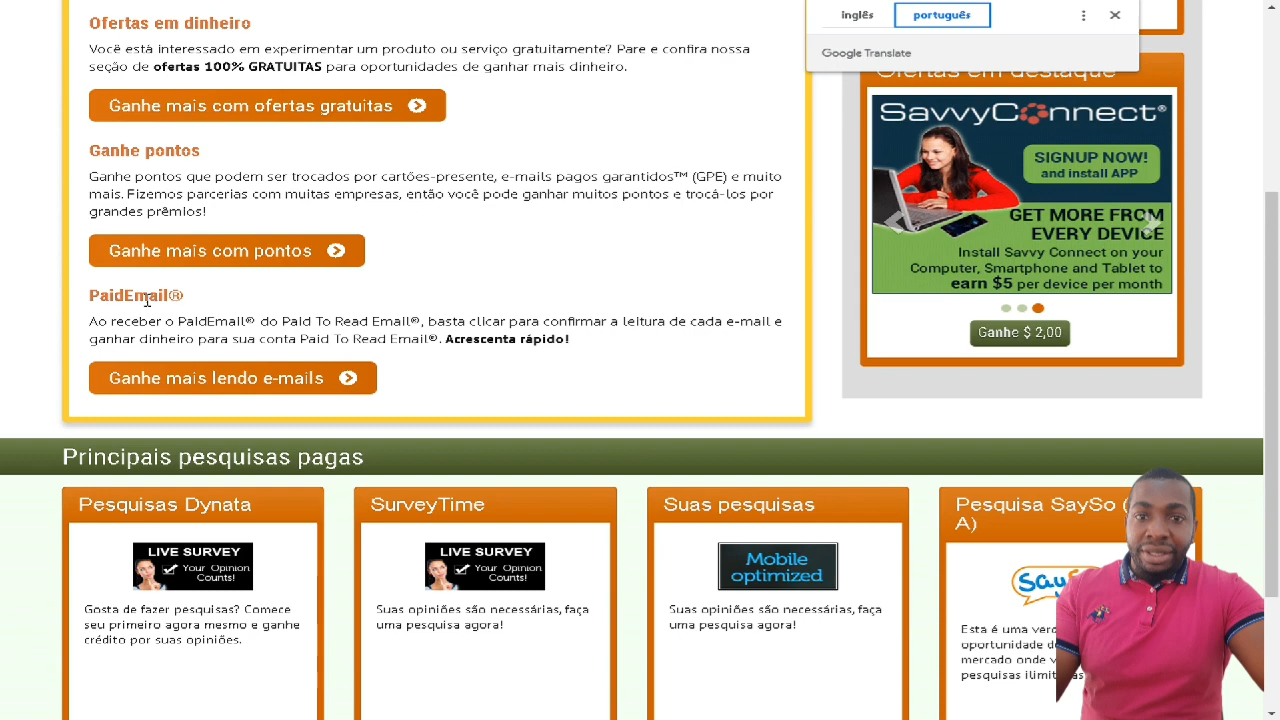 Ofertas em dinheiro
Você está interessado em experimentar um produto ou serviço gratuitamente? Pare e confira nossa
seção de ofertas 100% GRATUITAS para oportunidades de ganhar mais dinheiro.
Ganhe mais com ofertas gratuitas
Ganhe pontos
Ganhe pontos que podem ser trocados por cartões-presente, e-mails pagos garantidos™ (GPE) e muito
mais. Fizemos parcerias com muitas empresas, então você pode ganhar muitos pontos e trocá-los por
grandes prêmios!
Ganhe mais com pontos
PaidEmail®
Ao receber o PaidEmail® do Paid To Read Email®, basta clicar para confirmar a leitura de cada e-mail e
ganhar dinheiro para sua conta Paid To Read Email®. Acrescenta rápido!
Ganhe mais lendo e-mails
inglês português
Google Translate
Ofertas em destaque
SavvyConnect®
SIGNUP NOW!
and install APP
GET MORE FROM
EVERY DEVICE
Install Savvy Connect on your
Computer, Smartphone and Tablet to
earn $5 per device per month
Ganhe $ 2,00
Principais pesquisas pagas
Pesquisas Dynata
LIVE SURVEY
Your Opinion
Counts!
Gosta de fazer pesquisas? Comece
seu primeiro agora mesmo e ganhe
crédito por suas opiniões.
SurveyTime
LIVE SURVEY
Your Opinion
Counts!
Suas opiniões são necessárias, faça
uma pesquisa agora!
Suas pesquisas
Mobile
optimized
Suas opiniões são necessárias, faça
uma pesquisa agora!
Pesquisa SaySo
A)
Esta é uma
oportunidade
mercado onde
pesquisas